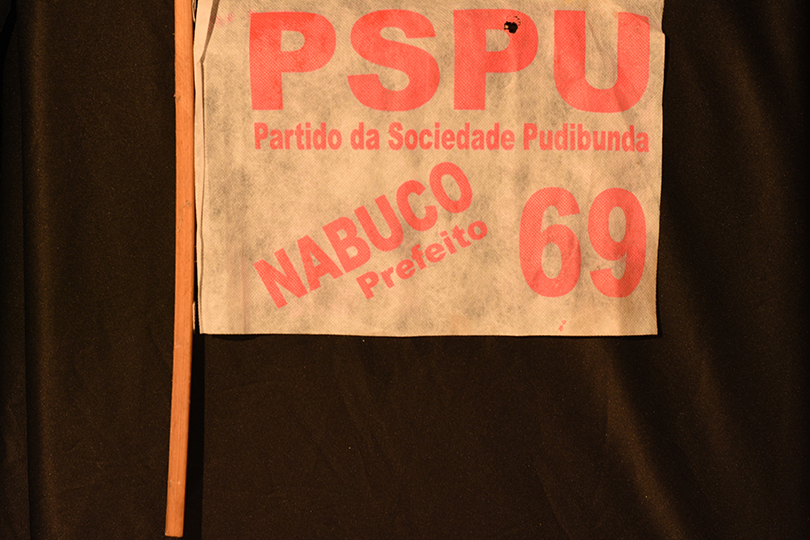 PSPU
Partido da Sociedade Pudibunda
NABUCO
Prefeito
69